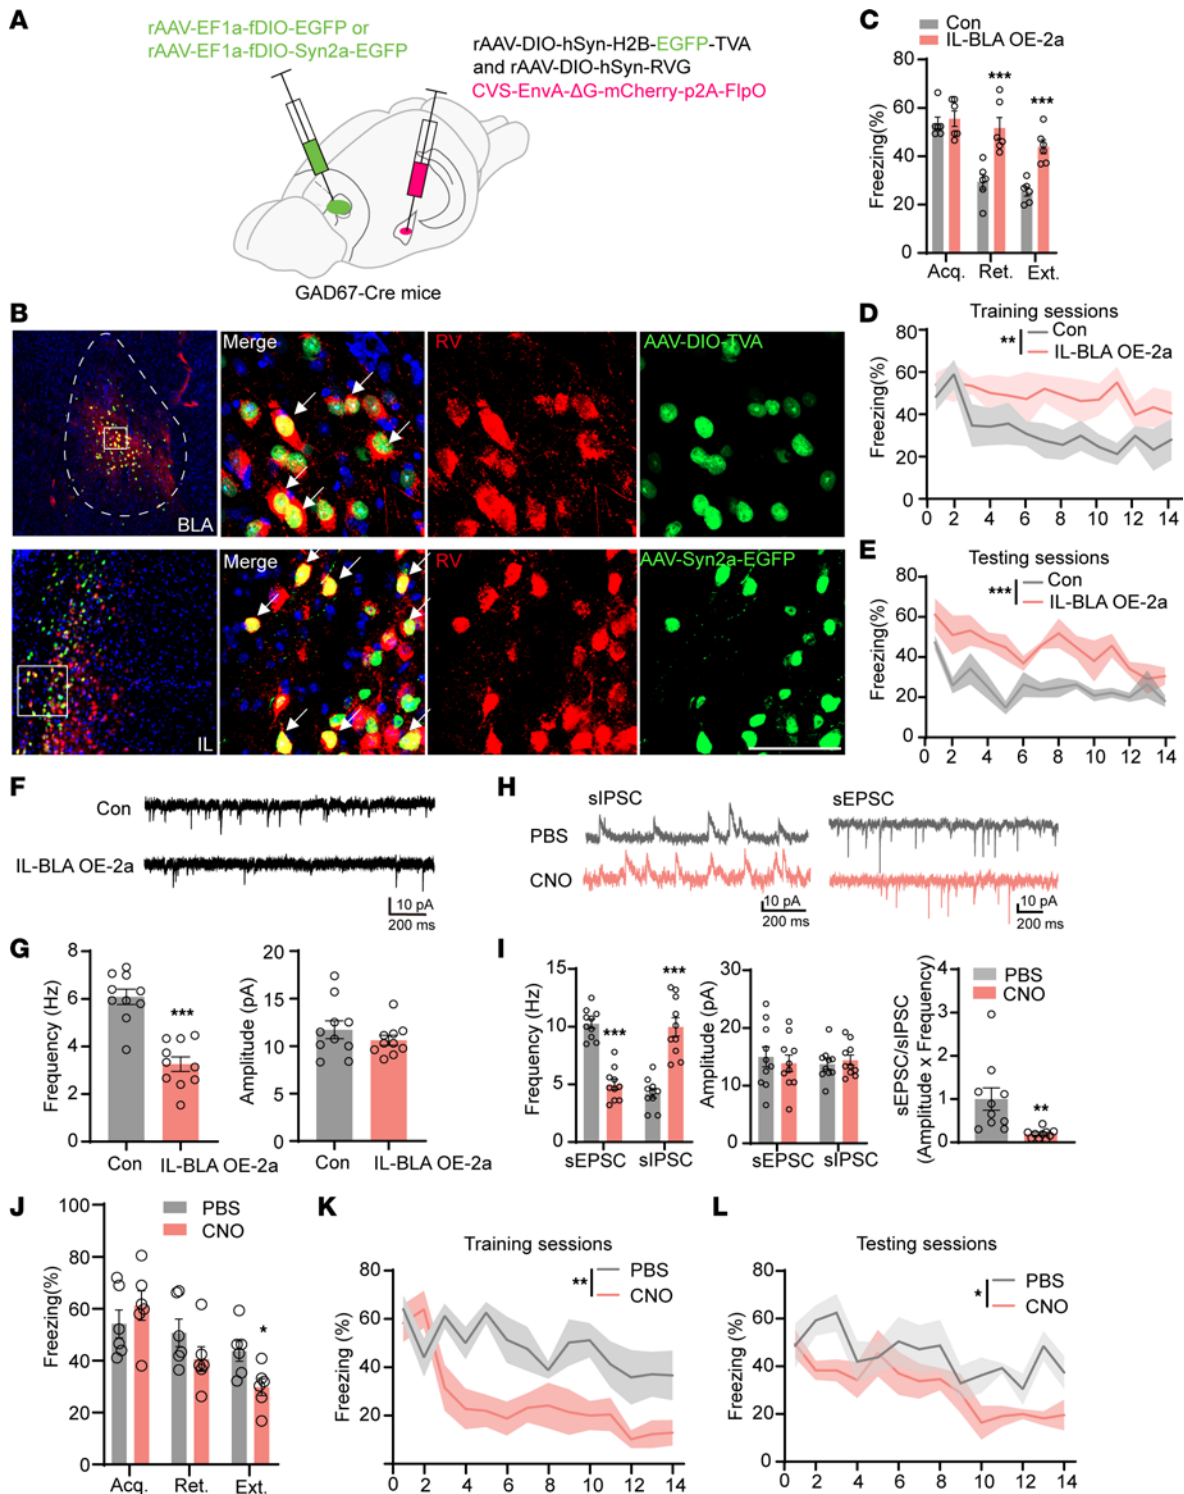 A
rAAV-EF1a-fDIO-EGFP or
rAAV-EF1a-fDIO-Syn2a-EGFP
rAAV-DIO-hSyn-H2B-EGFP-TVA
and rAAV-DIO-hSyn-RVG
CVS-EnvA-ΔG-mCherry-p2A-FlpO
GAD67-Cre mice
C
Con
IL-BLA OE-2a
Freezing(%)
80
60
40
20
0
***
***
Acq.
Ret.
Ext.
B
Merge
RV
AAV-DIO-TVA
BLA
Merge
RV
AAV-Syn2a-EGFP
IL
D
Training sessions
Con
IL-BLA OE-2a
**
Freezing(%)
80
60
40
20
0
0 2 4 6 8 10 12 14
E
Testing sessions
Con
IL-BLA OE-2a
***
Freezing(%)
80
60
40
20
0
0 2 4 6 8 10 12 14
F
Con
IL-BLA OE-2a
10 pA
200 ms
H
sIPSC
sEPSC
PBS
CNO
10 pA
200 ms
10 pA
200 ms
G
Frequency (Hz)
8
6
4
2
0
***
Con
IL-BLA OE-2a
Amplitude (pA)
20
15
10
5
0
Con
IL-BLA OE-2a
I
Frequency (Hz)
15
10
5
0
***
***
sEPSC
sIPSC
Amplitude (pA)
30
20
10
0
sEPSC
sIPSC
sEPSC/sIPSC
(Amplitude x Frequency)
4
3
2
1
0
PBS
CNO
**
J
PBS
CNO
Freezing(%)
100
80
60
40
20
0
*
Acq.
Ret.
Ext.
K
Training sessions
PBS
CNO
**
Freezing (%)
80
60
40
20
0 2 4 6 8 10 12 14
L
Testing sessions
PBS
CNO
*
Freezing (%)
80
60
40
20
0
0 2 4 6 8 10 12 14